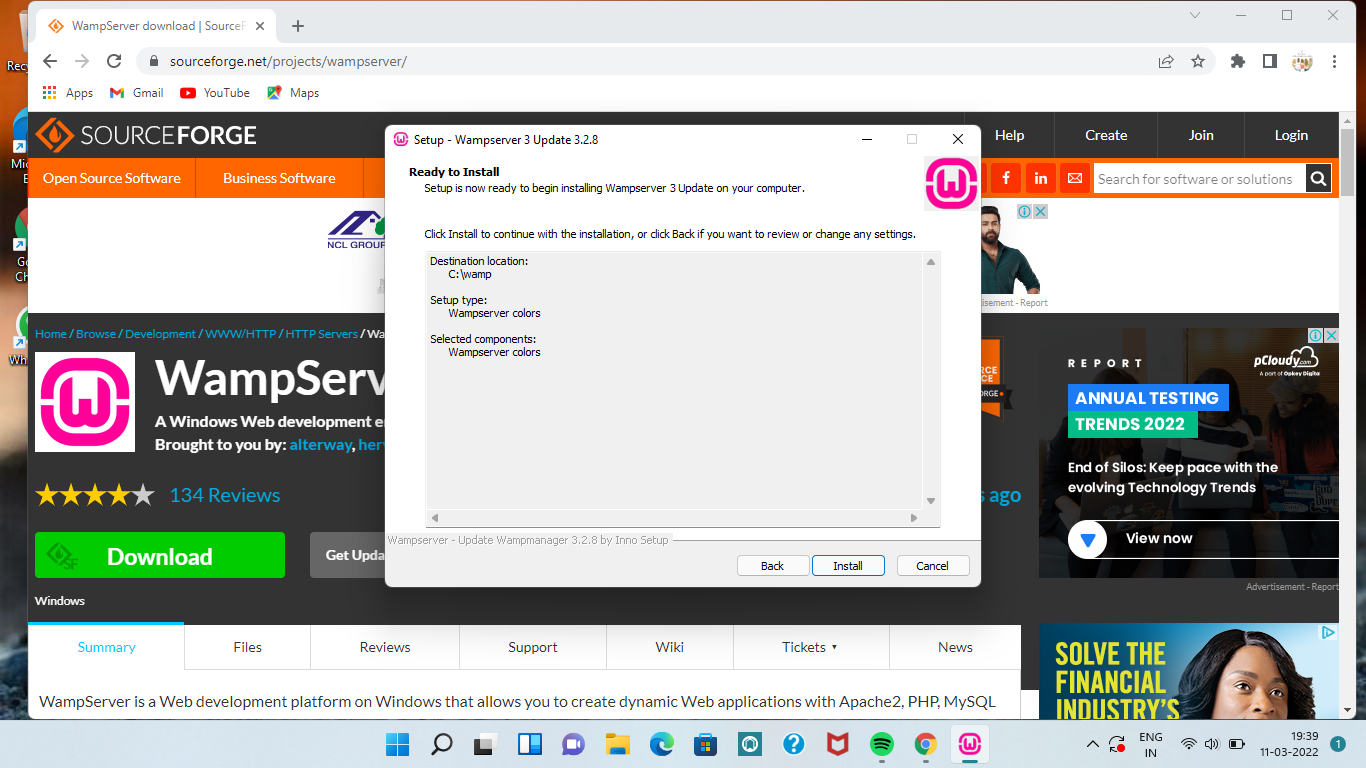 WampServer download | SourceF
sourceforge.net/projects/wampserver/
Apps Gmail YouTube Maps
SOURCEFORGE
Help Create Join Login
Open Source Software Business Software
Search for software or solutions
NCL GROUP
Setup - Wampserver 3 Update 3.2.8
Ready to Install
Setup is now ready to begin installing Wampserver 3 Update on your computer.
Click Install to continue with the installation, or click Back if you want to review or change any settings.
Destination location:
C:\wamp
Setup type:
Wampserver colors
Selected components:
Wampserver colors
Wampserver - Update Wampmanager 3.2.8 by Inno Setup
Back Install Cancel
isement - Report
Home / Browse / Development / WWW/HTTP / HTTP Servers / Wa
WampServ
A Windows Web development e
Brought to you by: alterway, her
134 Reviews
s ago
Download
SF
Get Upda
Windows
REPORT
pCloudy.com
A part of Opkey Digital
ANNUAL TESTING
TRENDS 2022
End of Silos: Keep pace with the
evolving Technology Trends
View now
Advertisement - Report
Summary Files Reviews Support Wiki Tickets News
WampServer is a Web development platform on Windows that allows you to create dynamic Web applications with Apache2, PHP, MySQL
SOLVE THE
FINANCIAL
INDUSTRY'S
ENG
IN
19:39
11-03-2022
1